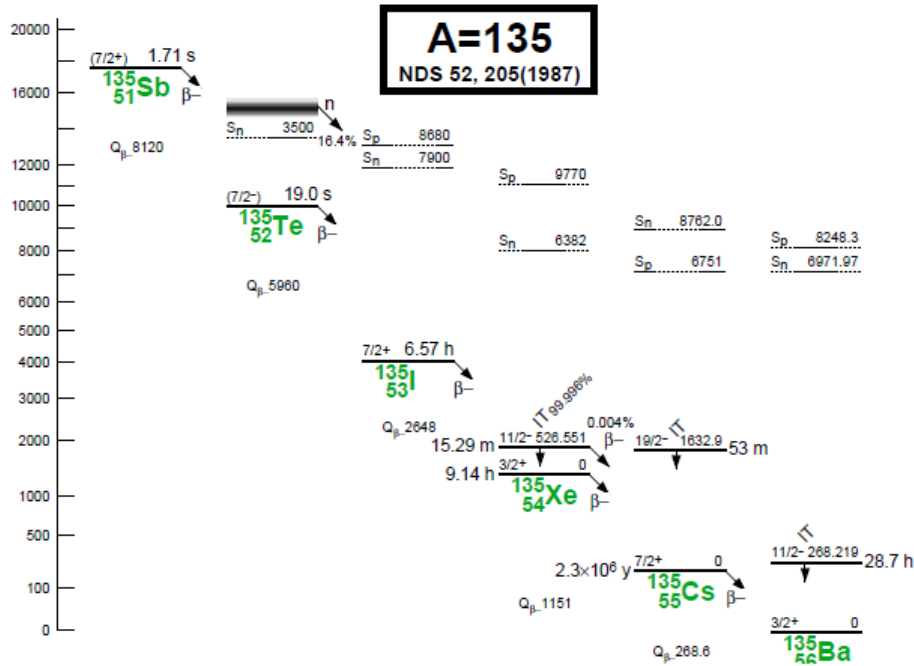 A=135
NDS 52, 205(1987)
20000
16000
14000
12000
10000
8000
6000
5000
4000
3000
2000
1000
500
100
0
(7/2+) 1.71 s
135
51Sb
β−
Qβ−8120
n
Sn 3500
16.4%
(7/2−) 19.0 s
135
52Te
β−
Qβ−5960
Sp 8680
Sn 7900
7/2+ 6.57 h
135
53I
β−
Qβ−2648
Sp 9770
Sn 6382
IT 99.996%
0.004%
β−
15.29 m 11/2− 526.551
9.14 h 3/2+ 0
135
54Xe
β−
Qβ−1151
Sn 8762.0
Sp 6751
IT
19/2− 1632.9 53 m
2.3×10⁶ y 7/2+ 0
135
55Cs
β−
Qβ−268.6
Sp 8248.3
Sn 6971.97
IT
11/2− 268.219 28.7 h
3/2+ 0
135
56Ba